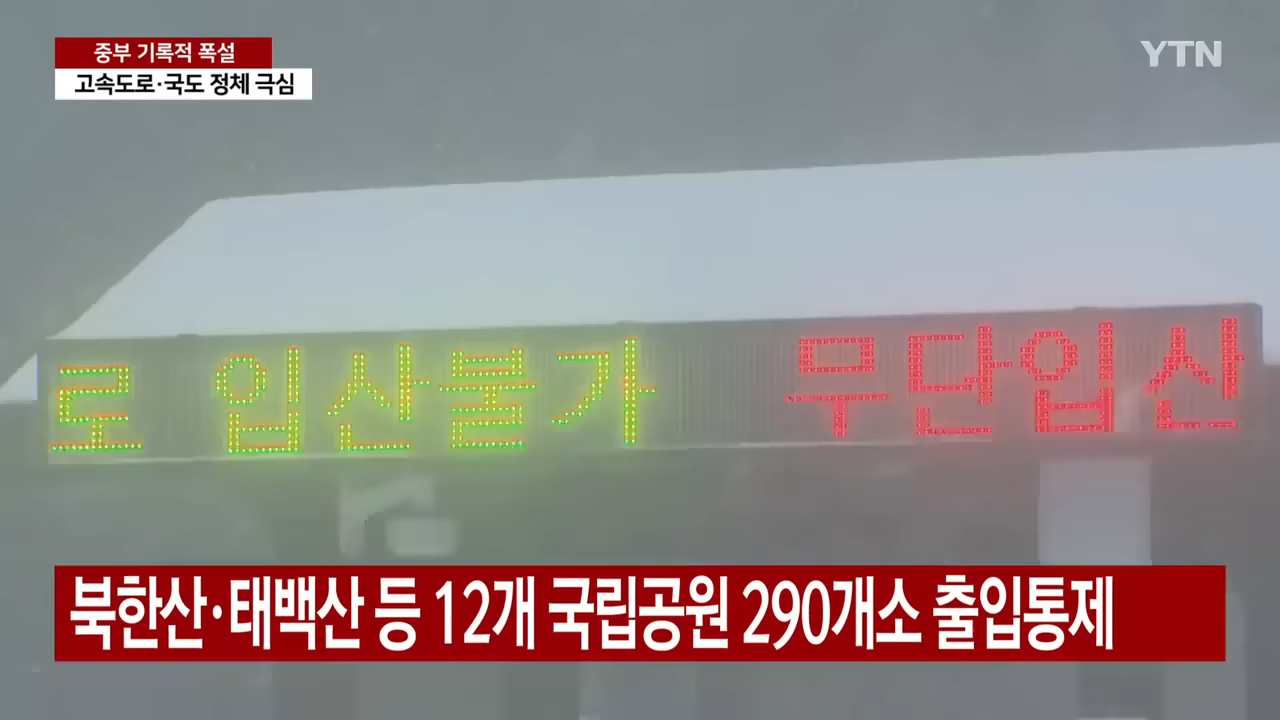 중부 기록적 폭설
고속도로·국도 정체 극심
YTN
로 입산불가 무단입산
북한산·태백산 등 12개 국립공원 290개소 출입통제